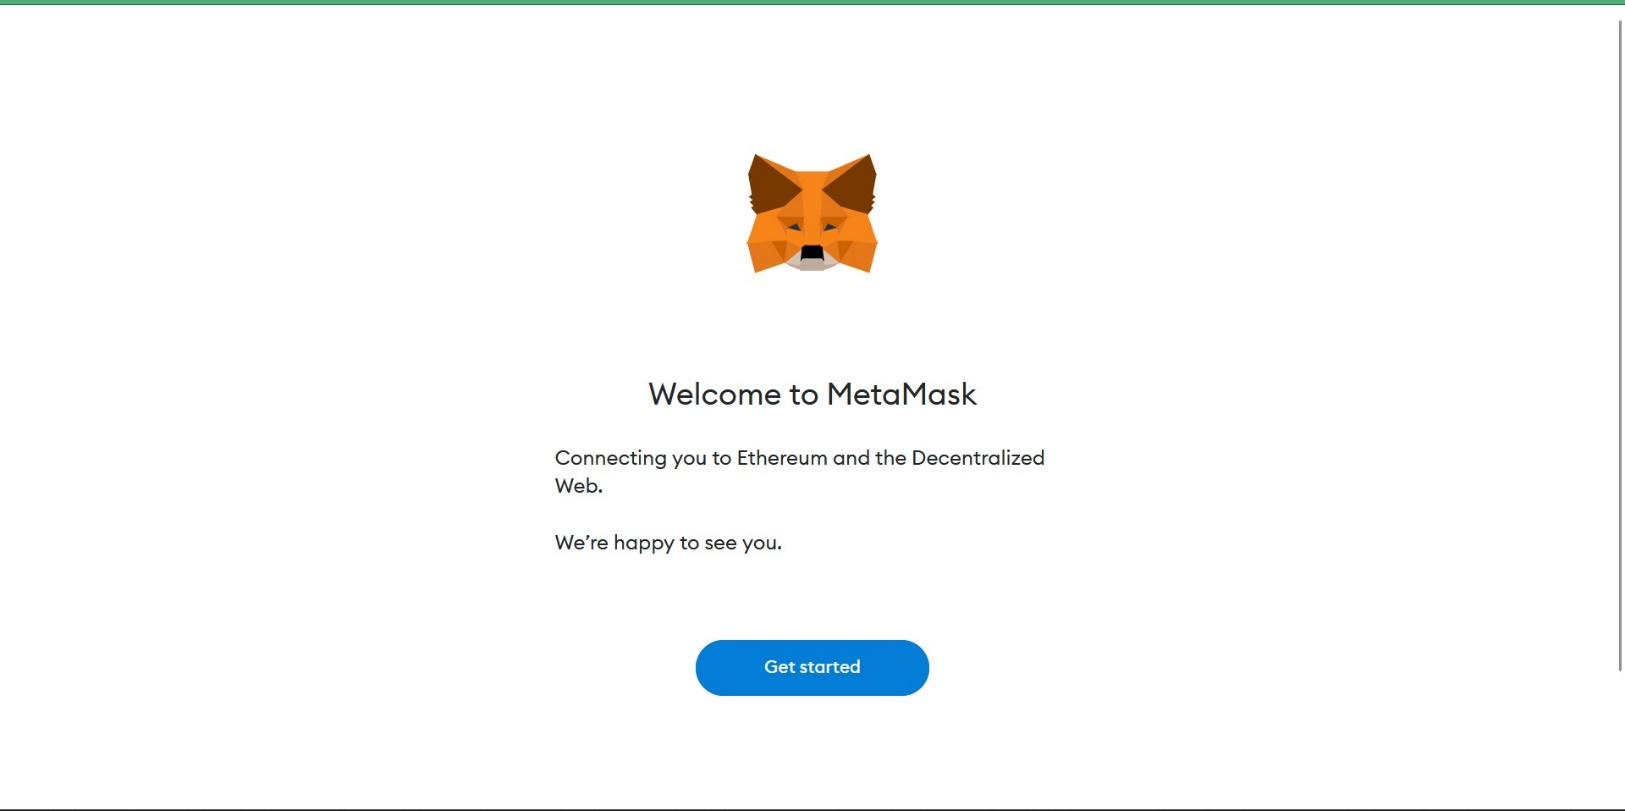 Welcome to MetaMask
Connecting you to Ethereum and the Decentralized
Web.
We’re happy to see you.
Get started